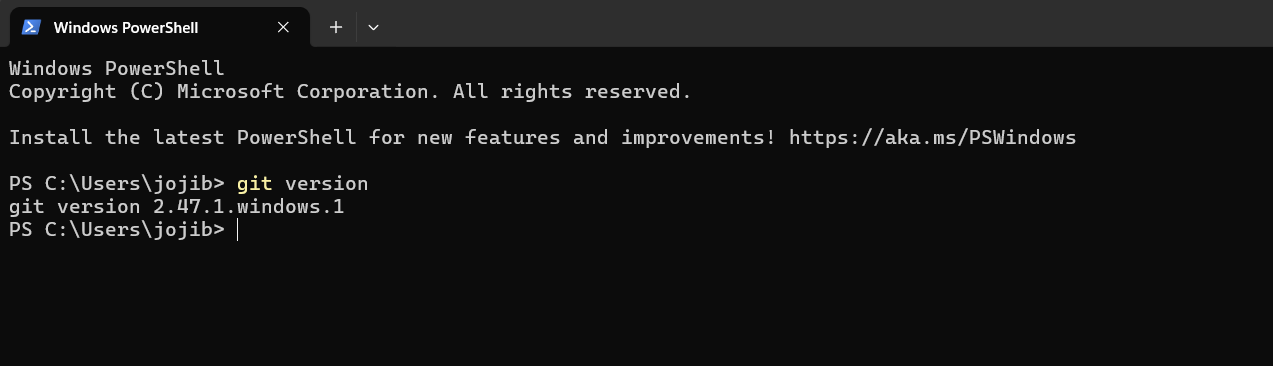 Windows PowerShell
Windows PowerShell
Copyright (C) Microsoft Corporation. All rights reserved.
Install the latest PowerShell for new features and improvements! https://aka.ms/PSWindows
PS C:\Users\jojib> git version
git version 2.47.1.windows.1
PS C:\Users\jojib>